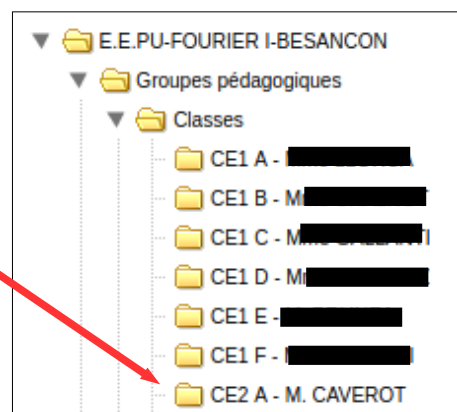 E.E.PU-FOURIER I-BESANCON
Groupes pédagogiques
Classes
CE1 A -
CE1 B -
CE1 C -
CE1 D -
CE1 E -
CE1 F -
CE2 A - M. CAVEROT